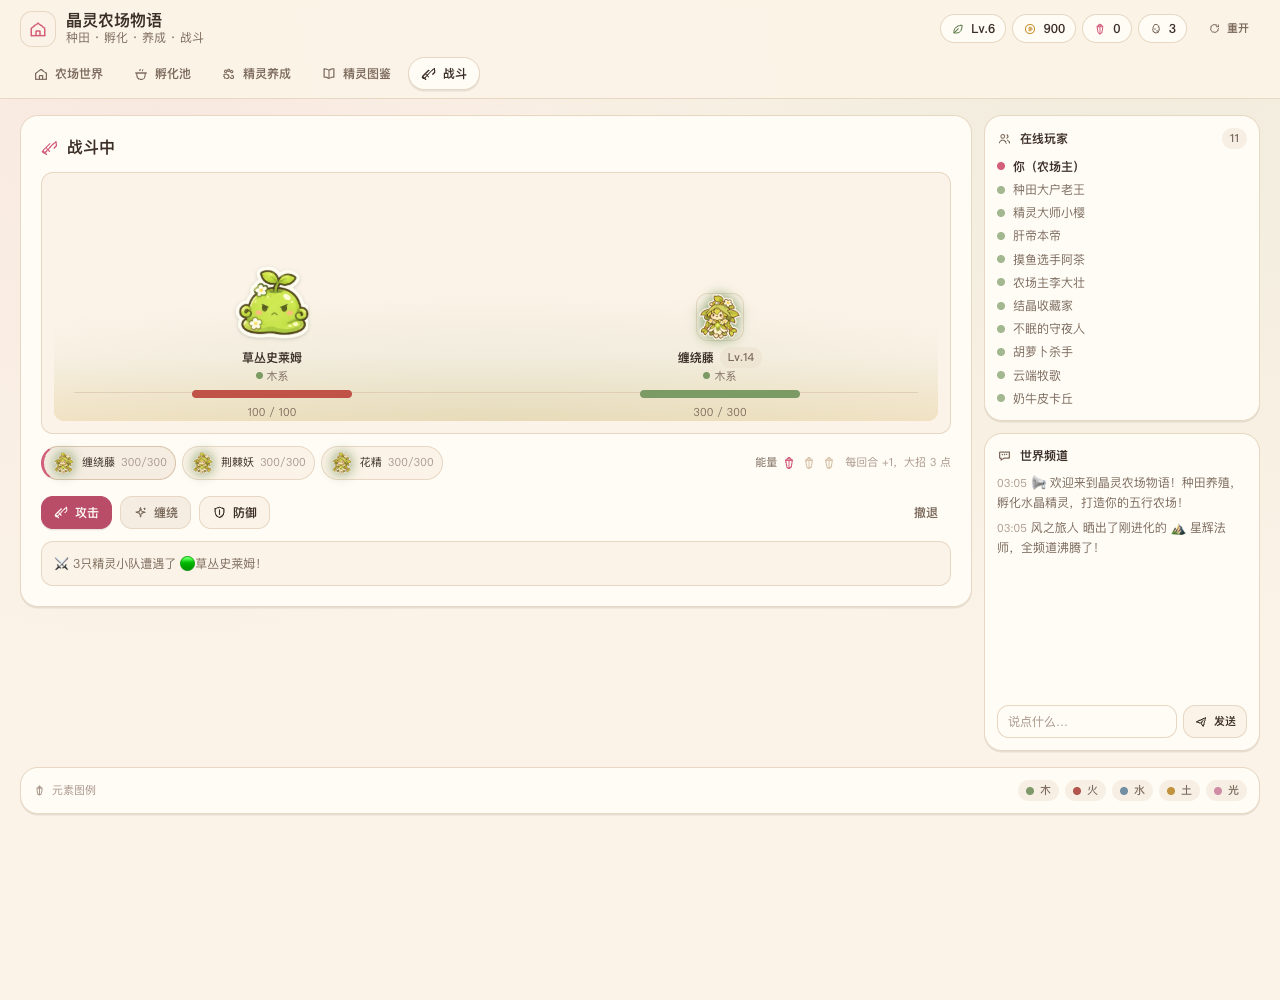 晶灵农场物语
种田 · 孵化 · 养成 · 战斗
Lv.6
900
0
3
重开
农场世界
孵化池
精灵养成
精灵图鉴
战斗
战斗中
草丛史莱姆
木系
100 / 100
缠绕藤 Lv.14
木系
300 / 300
缠绕藤 300/300
荆棘妖 300/300
花精 300/300
能量
每回合 +1，大招 3 点
攻击
缠绕
防御
撤退
⚔️ 3只精灵小队遭遇了 🟢草丛史莱姆！
在线玩家
11
你（农场主）
种田大户老王
精灵大师小樱
肝帝本帝
摸鱼选手阿茶
农场主李大壮
结晶收藏家
不眠的守夜人
胡萝卜杀手
云端牧歌
奶牛皮卡丘
世界频道
03:05 📢 欢迎来到晶灵农场物语！种田养殖，
孵化水晶精灵，打造你的五行农场！
03:05 风之旅人 晒出了刚进化的 ⛰️ 星辉法
师，全频道沸腾了！
说点什么...
发送
元素图例
木
火
水
土
光